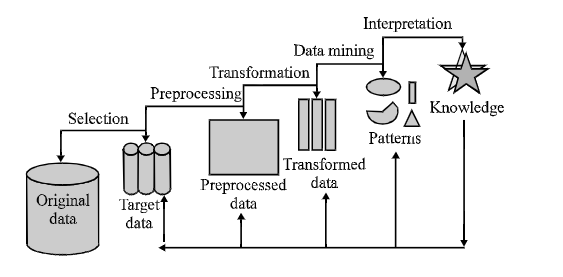 Interpretation
Data mining
Transformation
Preprocessing
Selection
Knowledge
Patterns
Transformed
data
Preprocessed
data
Original
data
Target
data